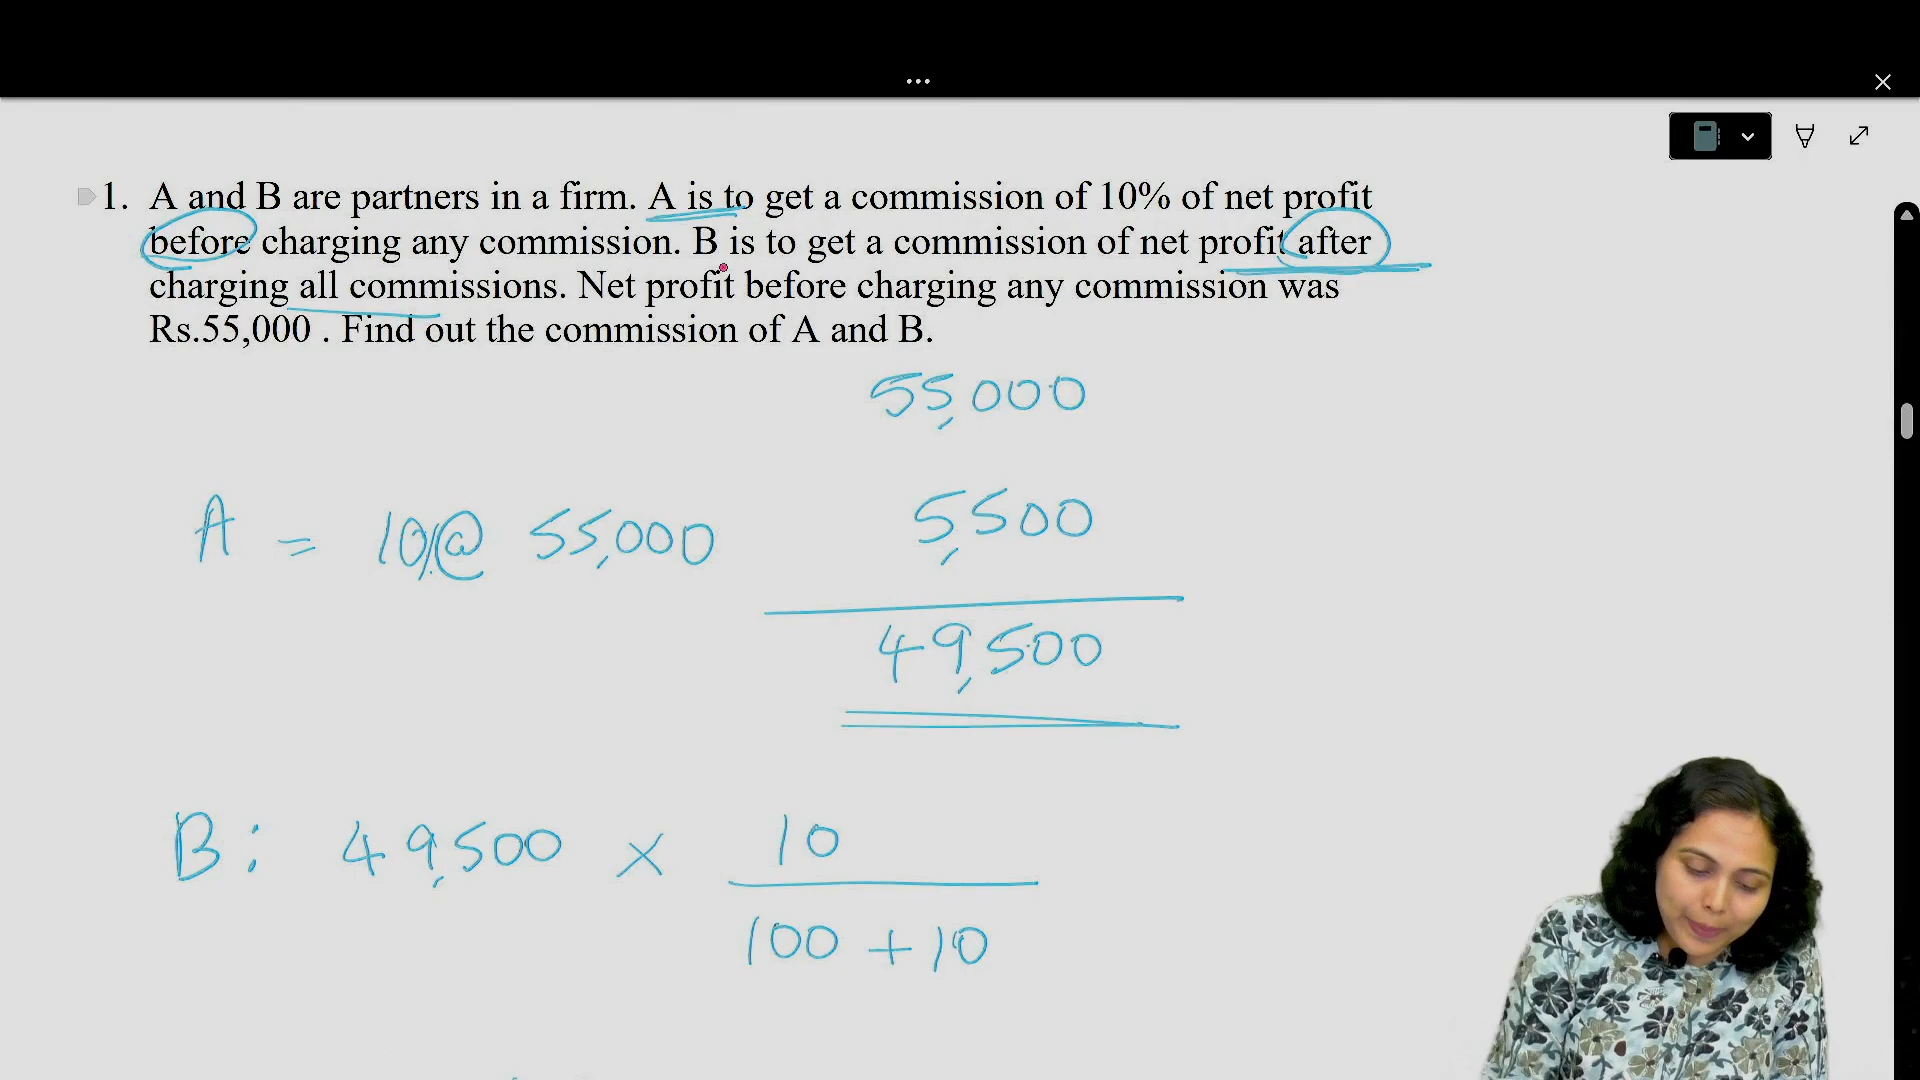 1. A and B are partners in a firm. A is to get a commission of 10% of net profit
before charging any commission. B is to get a commission of net profit after
charging all commissions. Net profit before charging any commission was
Rs.55,000 . Find out the commission of A and B.
55,000
A = 10%@ 55,000 5,500
49,500
B: 49,500 × 10
100 + 10